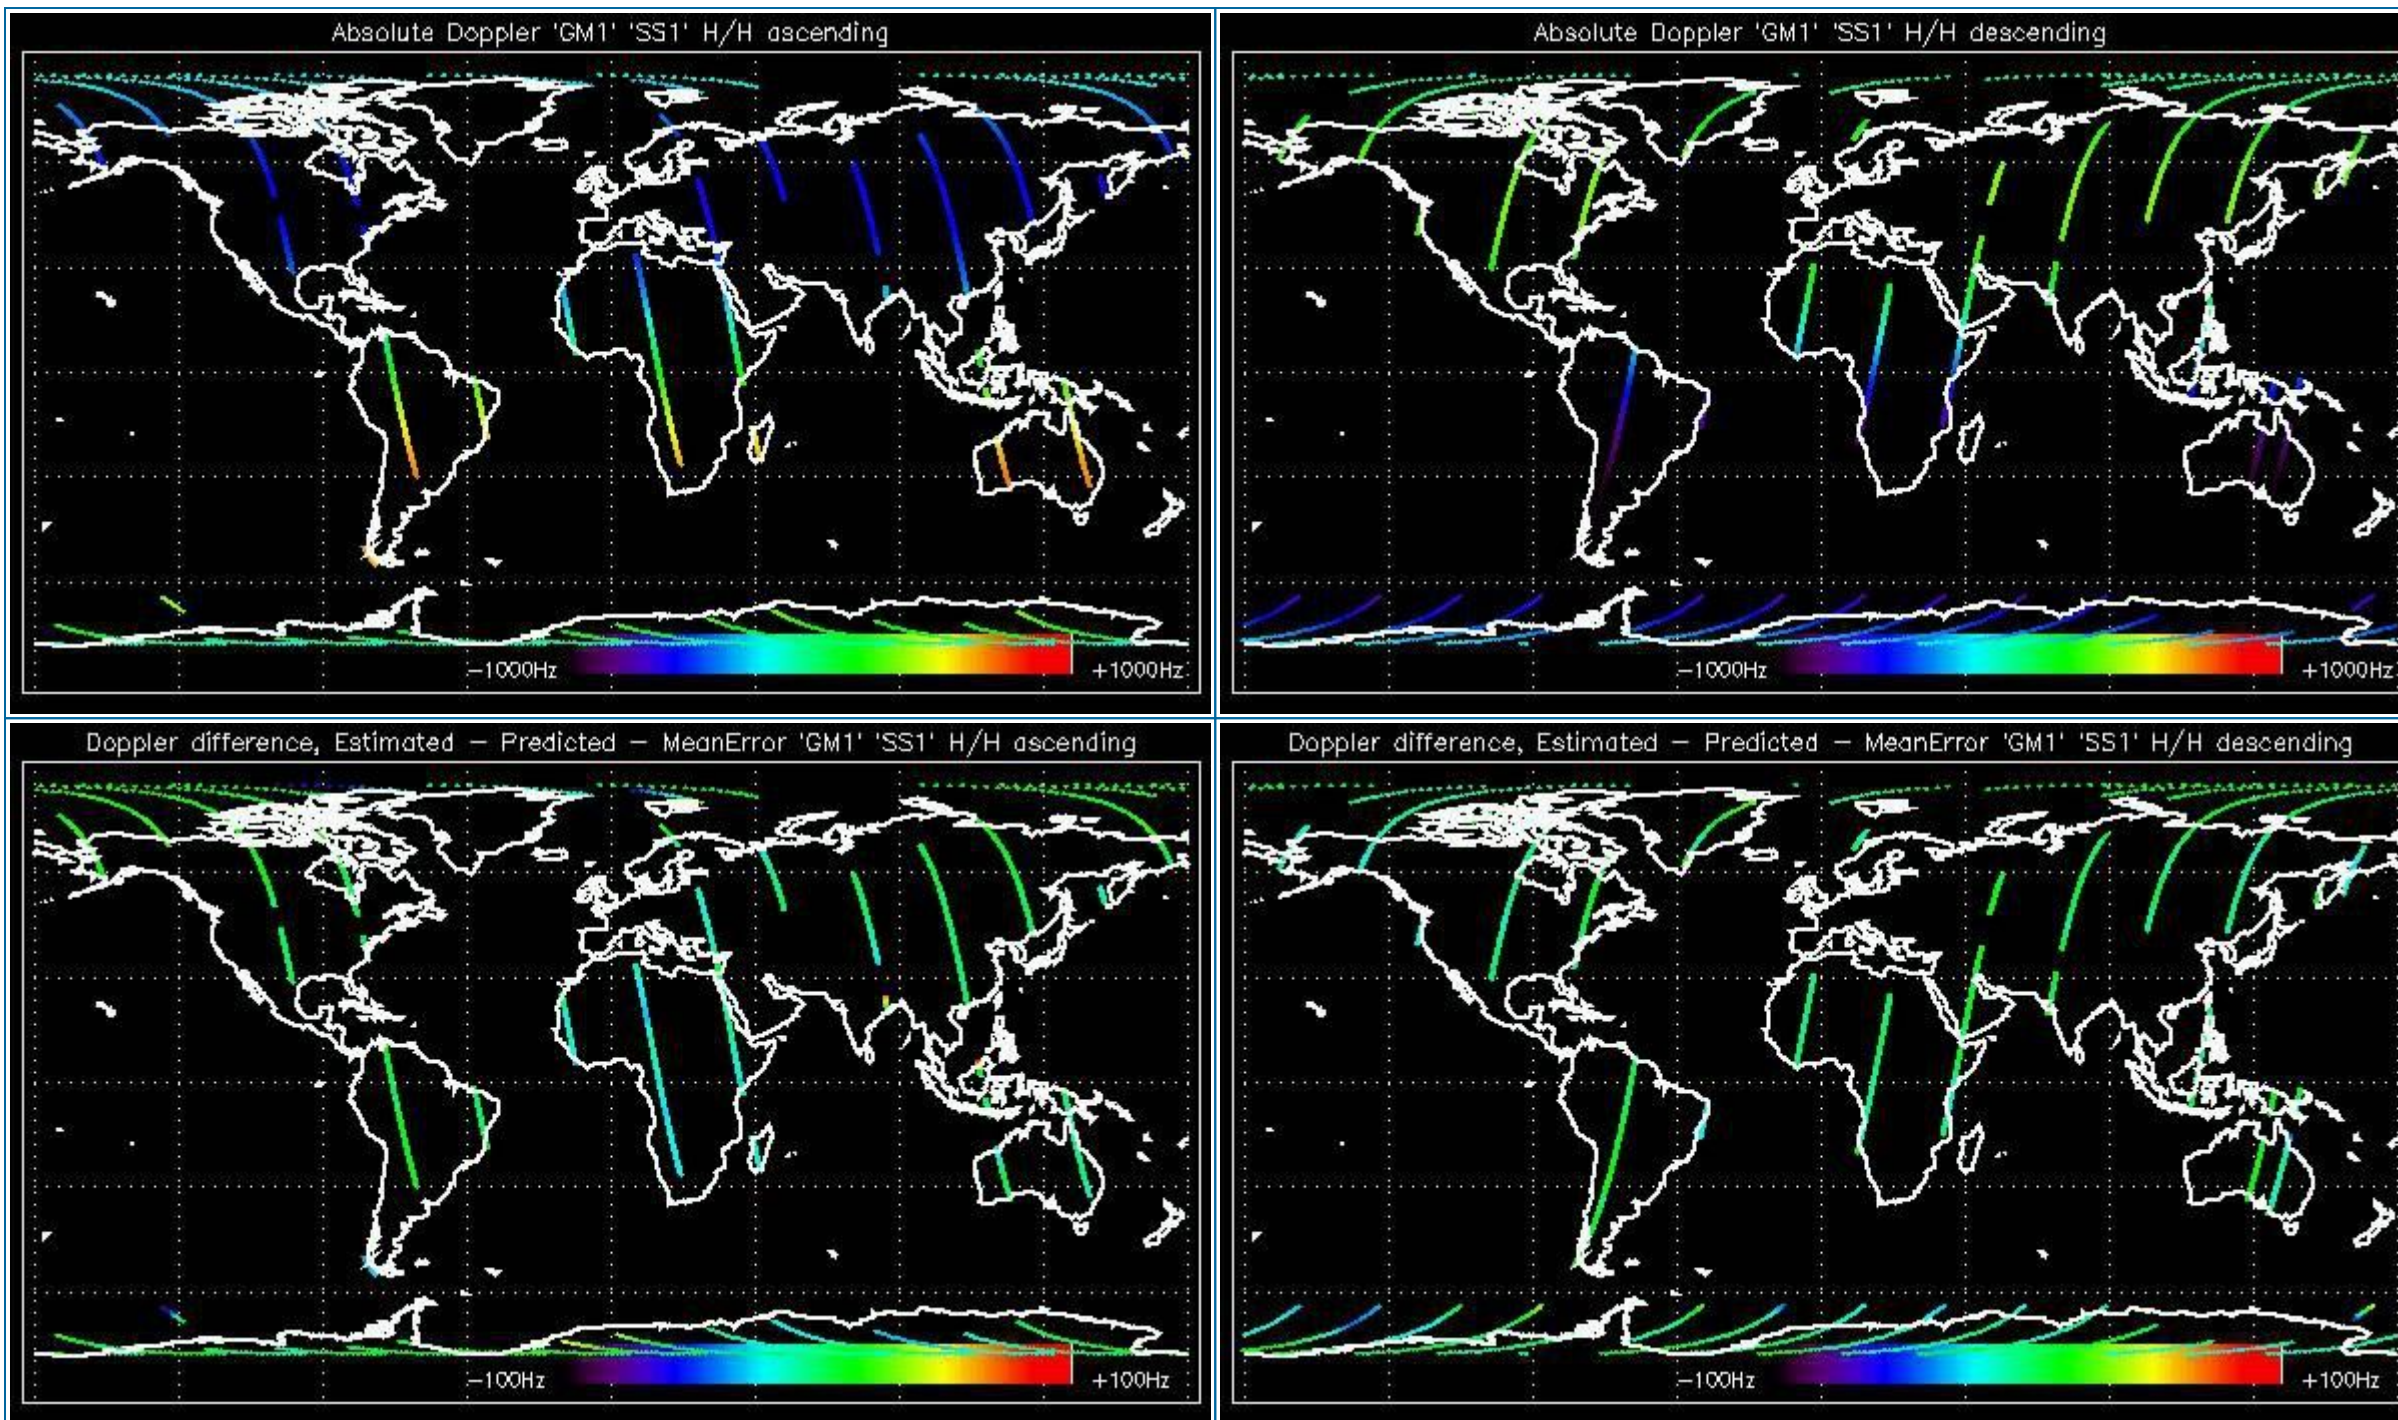 Absolute Doppler 'GM1' 'SS1' H/H ascending
−1000Hz
+1000Hz
Absolute Doppler 'GM1' 'SS1' H/H descending
−1000Hz
+1000Hz
Doppler difference, Estimated − Predicted − MeanError 'GM1' 'SS1' H/H ascending
−100Hz
+100Hz
Doppler difference, Estimated − Predicted − MeanError 'GM1' 'SS1' H/H descending
−100Hz
+100Hz